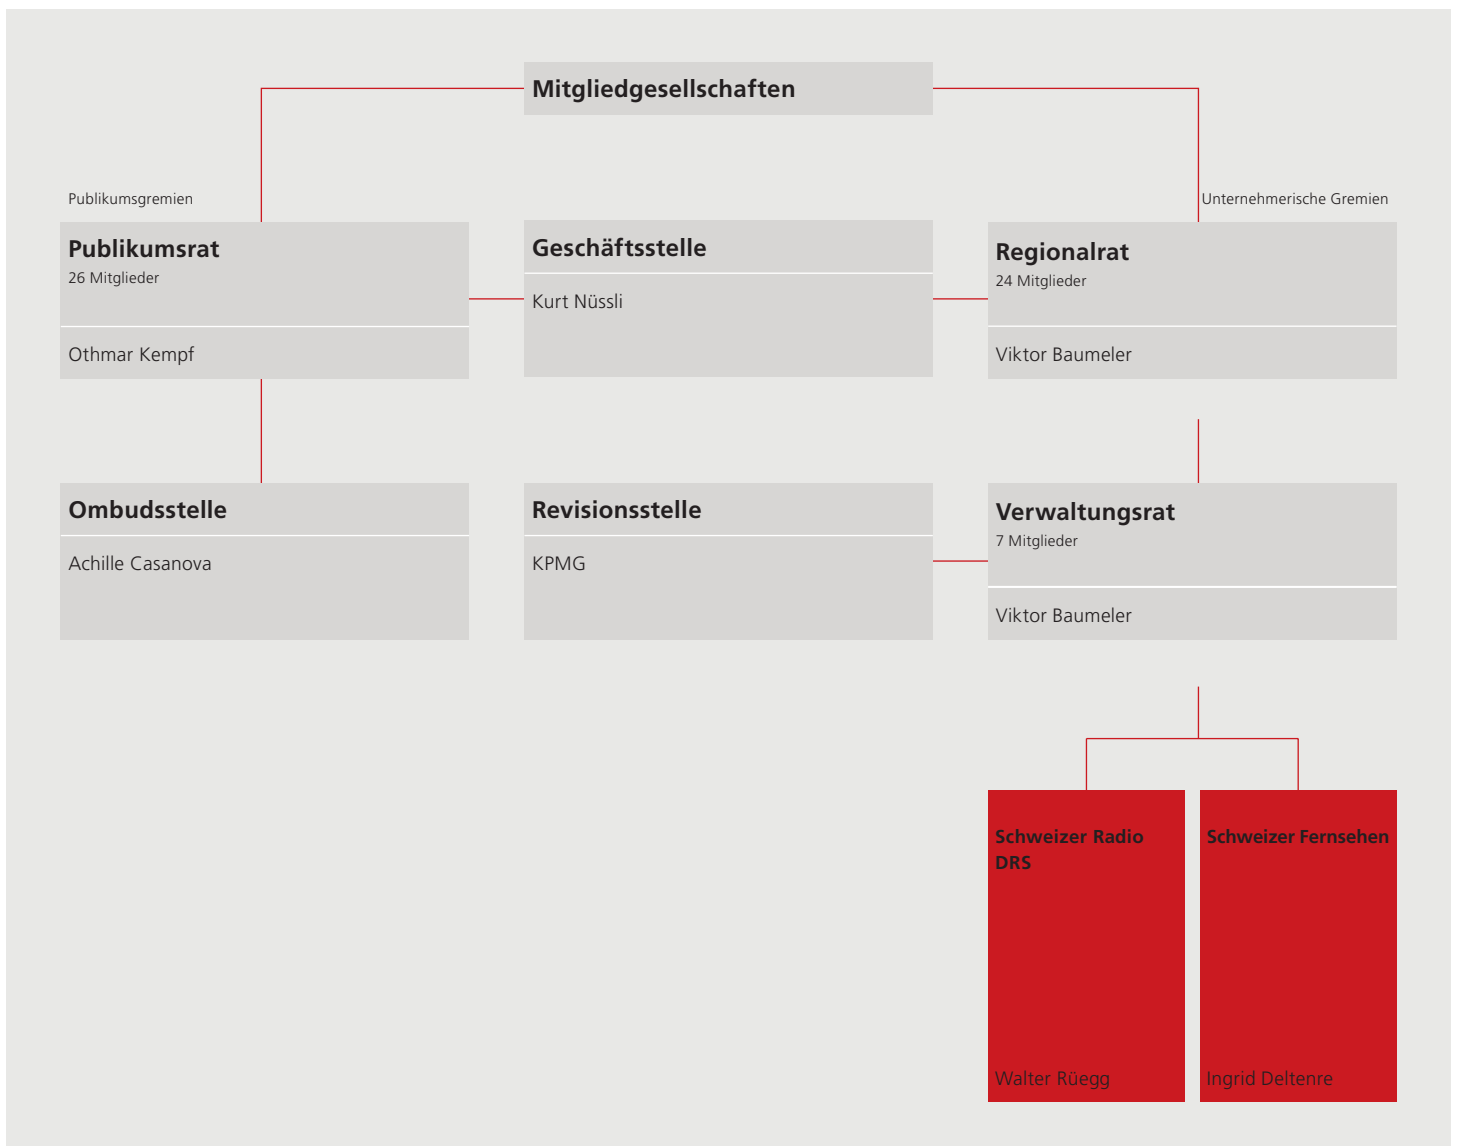 Mitgliedgesellschaften
Publikumsgremien
Unternehmerische Gremien
Publikumsrat
26 Mitglieder
Othmar Kempf
Geschäftsstelle
Kurt Nüssli
Regionalrat
24 Mitglieder
Viktor Baumeler
Ombudsstelle
Achille Casanova
Revisionsstelle
KPMG
Verwaltungsrat
7 Mitglieder
Viktor Baumeler
Schweizer Radio
DRS
Walter Rüegg
Schweizer Fernsehen
Ingrid Deltenre